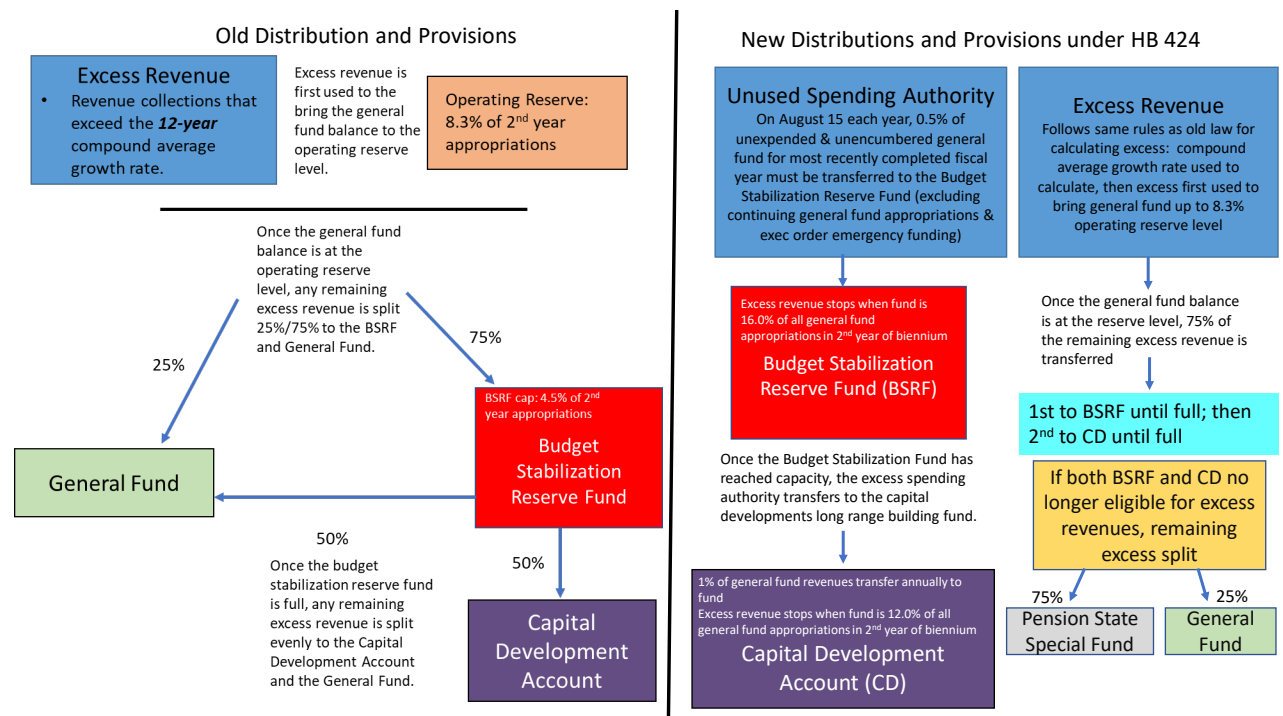 Old Distribution and Provisions
Excess Revenue
• Revenue collections that
exceed the 12-year
compound average
growth rate.
Excess revenue is
first used to the
bring the general
fund balance to the
operating reserve
level.
Operating Reserve:
8.3% of 2nd year
appropriations
Once the general fund
balance is at the
operating reserve
level, any remaining
excess revenue is split
25%/75% to the BSRF
and General Fund.
25%
75%
BSRF cap: 4.5% of 2nd
year appropriations
Budget
Stabilization
Reserve Fund
General Fund
50%
Once the budget
stabilization reserve fund
is full, any remaining
excess revenue is split
evenly to the Capital
Development Account
and the General Fund.
50%
Capital
Development
Account
New Distributions and Provisions under HB 424
Unused Spending Authority
On August 15 each year, 0.5% of
unexpended & unencumbered general
fund for most recently completed fiscal
year must be transferred to the Budget
Stabilization Reserve Fund (excluding
continuing general fund appropriations &
exec order emergency funding)
Excess revenue stops when fund is
16.0% of all general fund
appropriations in 2nd year of biennium
Budget Stabilization
Reserve Fund (BSRF)
Once the Budget Stabilization Fund has
reached capacity, the excess spending
authority transfers to the capital
developments long range building fund.
1% of general fund revenues transfer annually to
fund
Excess revenue stops when fund is 12.0% of all
general fund appropriations in 2nd year of biennium
Capital Development
Account (CD)
Excess Revenue
Follows same rules as old law for
calculating excess: compound
average growth rate used to
calculate, then excess first used to
bring general fund up to 8.3%
operating reserve level
Once the general fund balance
is at the reserve level, 75% of
the remaining excess revenue is
transferred
1st to BSRF until full; then
2nd to CD until full
If both BSRF and CD no
longer eligible for excess
revenues, remaining
excess split
75%
25%
Pension State
Special Fund
General
Fund